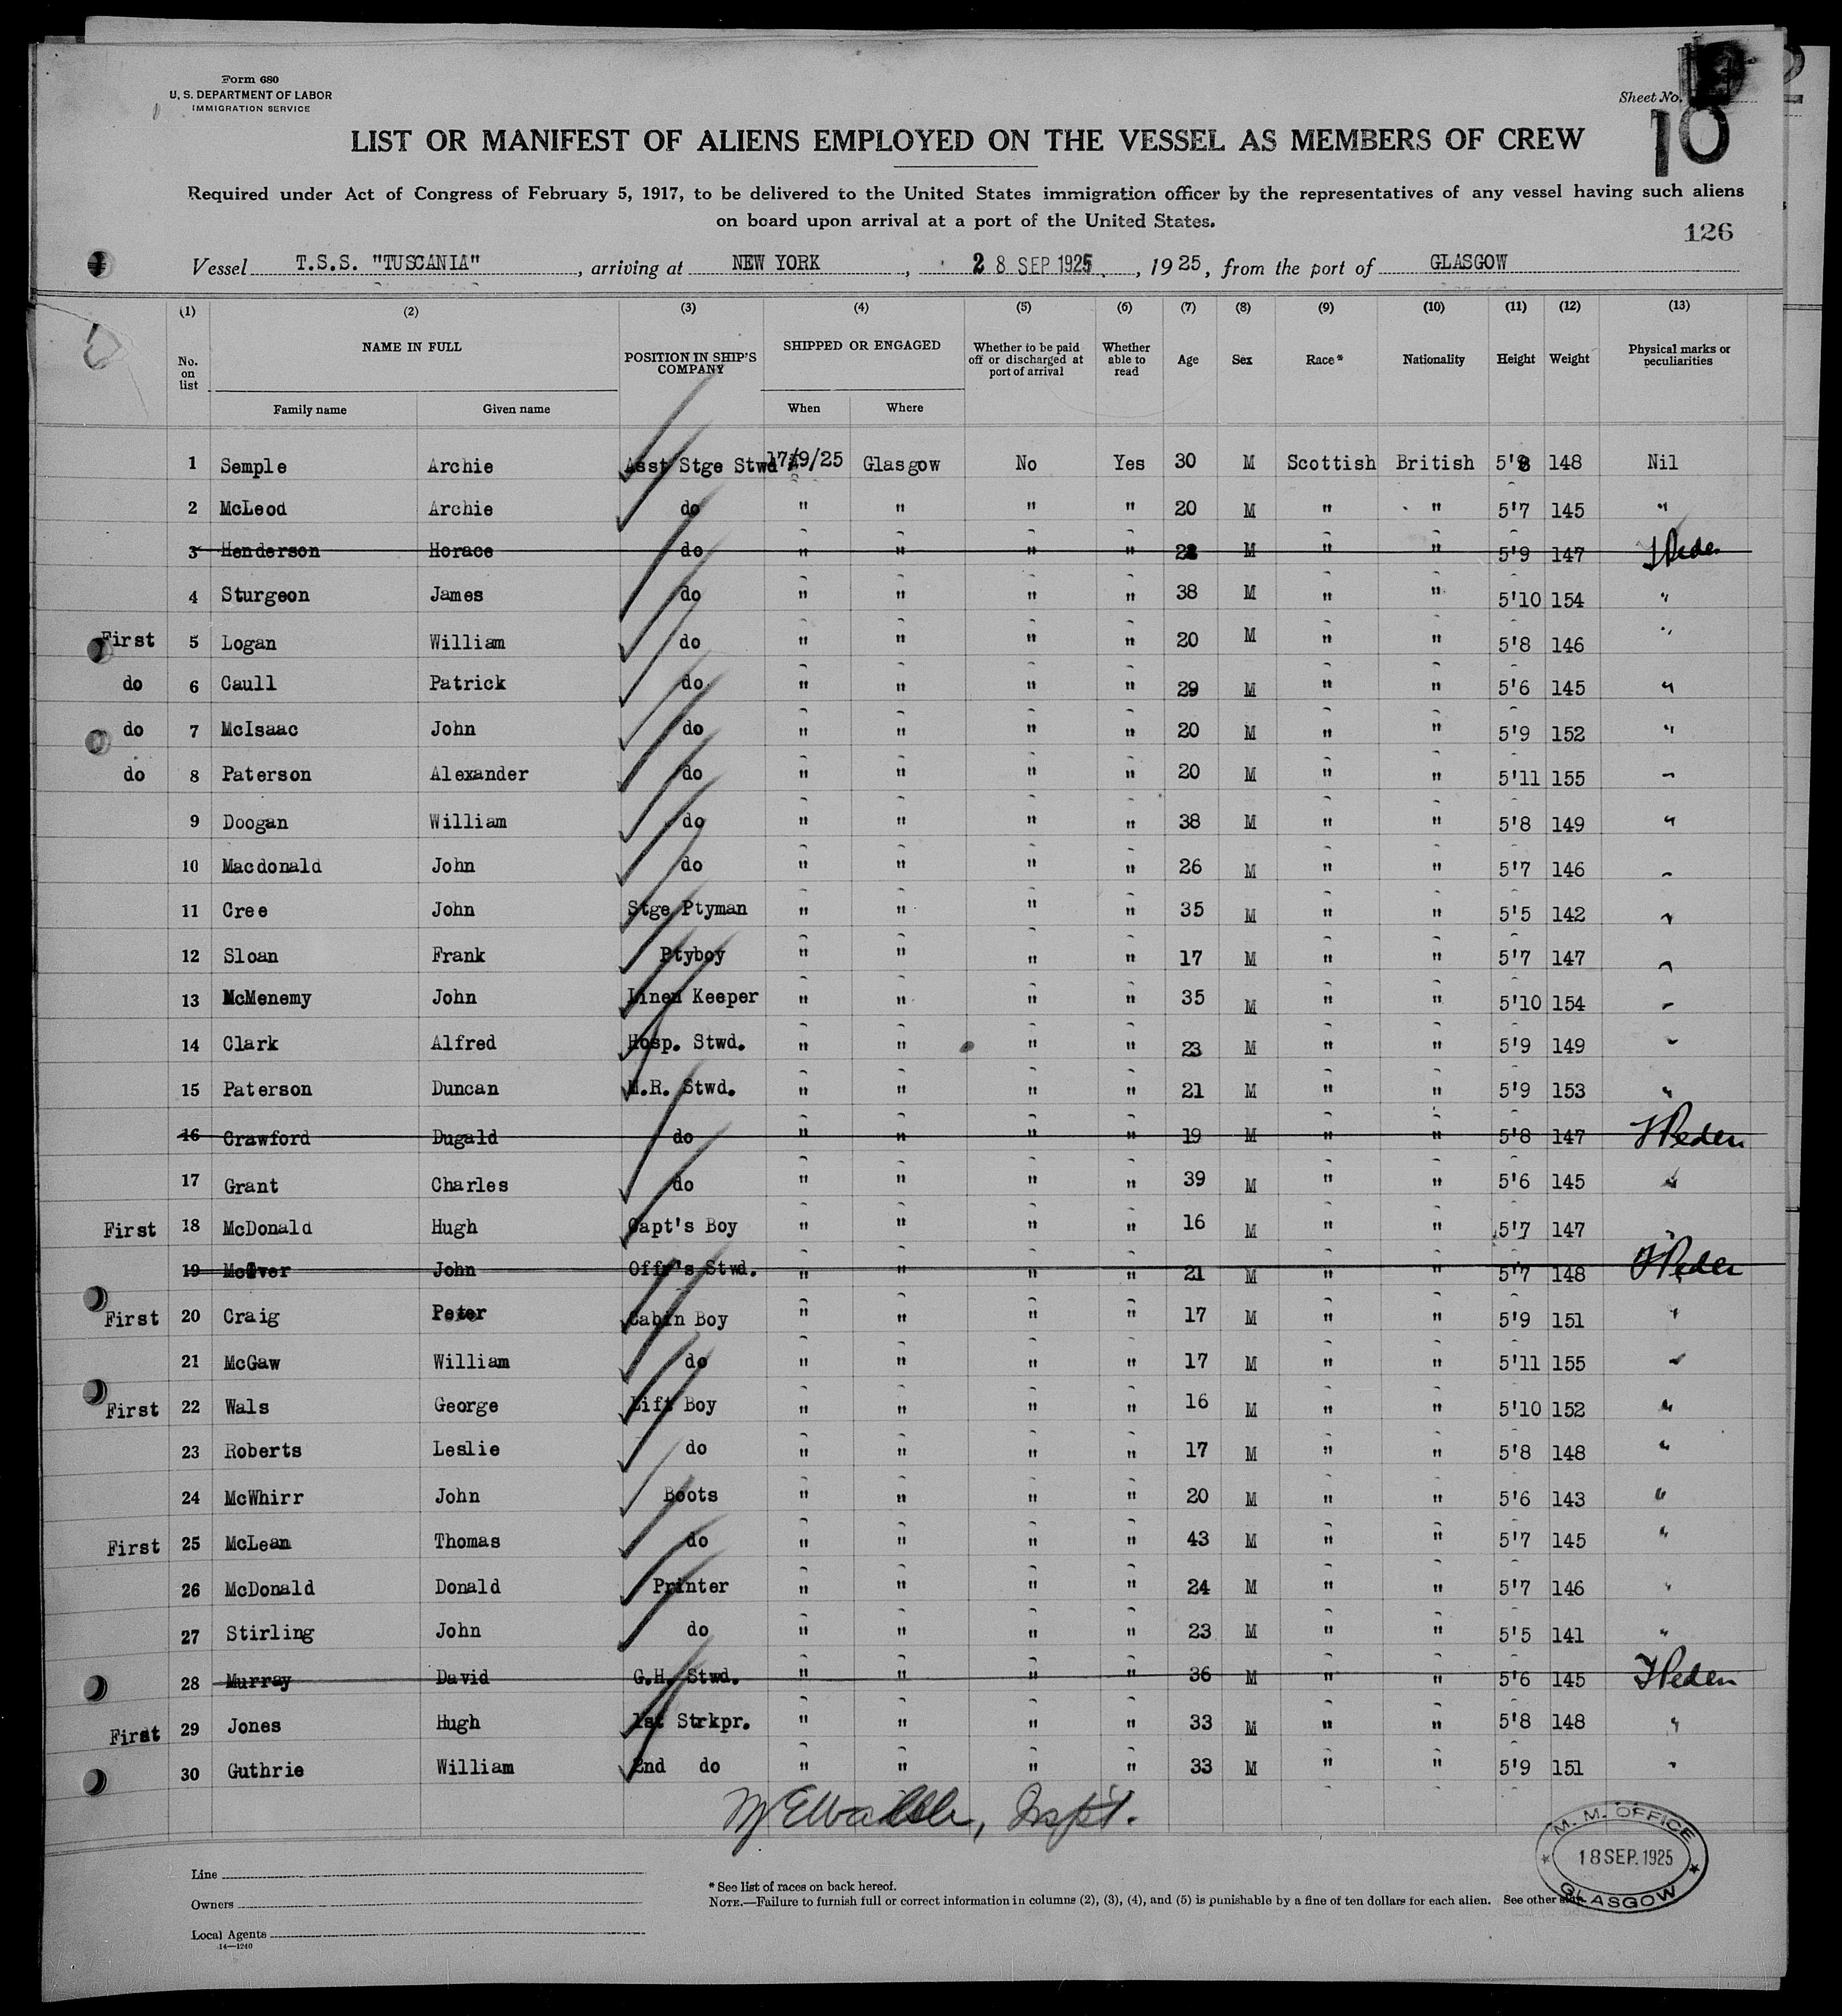 Form 680
U. S. DEPARTMENT OF LABOR
IMMIGRATION SERVICE
Sheet No.
10
LIST OR MANIFEST OF ALIENS EMPLOYED ON THE VESSEL AS MEMBERS OF CREW
Required under Act of Congress of February 5, 1917, to be delivered to the United States immigration officer by the representatives of any vessel having such aliens
on board upon arrival at a port of the United States.
126
Vessel T.S.S. "TUSCANIA", arriving at NEW YORK, 28 SEP 1925, 1925, from the port of GLASGOW
(1) (2) (3) (4) (5) (6) (7) (8) (9) (10) (11) (12) (13)
No. on list NAME IN FULL POSITION IN SHIP'S COMPANY SHIPPED OR ENGAGED Whether to be paid off or discharged at port of arrival Whether able to read Age Sex Race* Nationality Height Weight Physical marks or peculiarities
Family name Given name When Where
1 Semple Archie Asst Stge Stwd 17/9/25 Glasgow No Yes 30 M Scottish British 5'8 148 Nil
2 McLeod Archie do " " " " 20 M " " 5'7 145 "
3 Henderson Horace do " " " " M " " 5'9 147
4 Sturgeon James do " " " " 38 M " " 5'10 154 "
First 5 Logan William do " " " " 20 M " " 5'8 146 "
do 6 Caull Patrick do " " " " 29 M " " 5'6 145 "
do 7 McIsaac John do " " " " 20 M " " 5'9 152 "
do 8 Paterson Alexander do " " " " 20 M " " 5'11 155 "
9 Doogan William do " " " " 38 M " " 5'8 149 "
10 Macdonald John do " " " " 26 M " " 5'7 146 "
11 Cree John Stge Ptyman " " " " 35 M " " 5'5 142 "
12 Sloan Frank Ptyboy " " " " 17 M " " 5'7 147 "
13 McMenemy John Linen Keeper " " " " 35 M " " 5'10 154 "
14 Clark Alfred Hosp. Stwd. " " " " 23 M " " 5'9 149 "
15 Paterson Duncan M.R. Stwd. " " " " 21 M " " 5'9 153 "
16 Crawford Dugald do " " " " 19 M " " 5'8 147 JPeden
17 Grant Charles do " " " " 39 M " " 5'6 145 "
First 18 McDonald Hugh Capt's Boy " " " " 16 M " " 5'7 147 "
19 John Offr's Stwd. " " " " 21 M " " 5'7 148
First 20 Craig Peter Cabin Boy " " " " 17 M " " 5'9 151 "
21 McGaw William do " " " " 17 M " " 5'11 155 "
First 22 Wals George Lift Boy " " " " 16 M " " 5'10 152 "
23 Roberts Leslie do " " " " 17 M " " 5'8 148 "
24 McWhirr John Boots " " " " 20 M " " 5'6 143 "
First 25 McLean Thomas do " " " " 43 M " " 5'7 145 "
26 McDonald Donald Printer " " " " 24 M " " 5'7 146 "
27 Stirling John do " " " " 23 M " " 5'5 141 "
28 Murray David G.H. Stwd. " " " " 36 M " " 5'6 145 JPeden
First 29 Jones Hugh 1st Strkpr. " " " " 33 M " " 5'8 148 "
30 Guthrie William 2nd do " " " " 33 M " " 5'9 151 "
Inspt.
M. M. OFFICE
18 SEP. 1925
GLASGOW
Line
Owners
Local Agents
14—1240
* See list of races on back hereof.
NOTE.—Failure to furnish full or correct information in columns (2), (3), (4), and (5) is punishable by a fine of ten dollars for each alien. See other